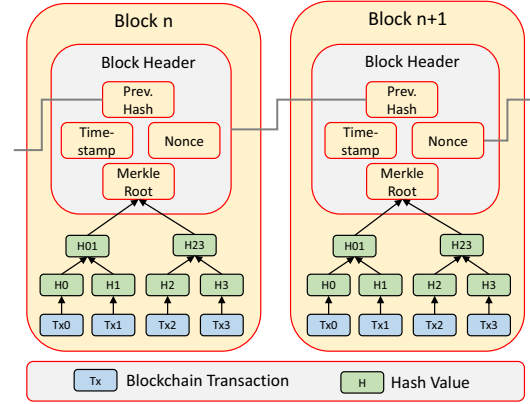 Block n
Block Header
Prev.
Hash
Time-
stamp
Nonce
Merkle
Root
H01
H23
H0
H1
H2
H3
Tx0
Tx1
Tx2
Tx3
Block n+1
Block Header
Prev.
Hash
Time-
stamp
Nonce
Merkle
Root
H01
H23
H0
H1
H2
H3
Tx0
Tx1
Tx2
Tx3
Tx Blockchain Transaction
H Hash Value